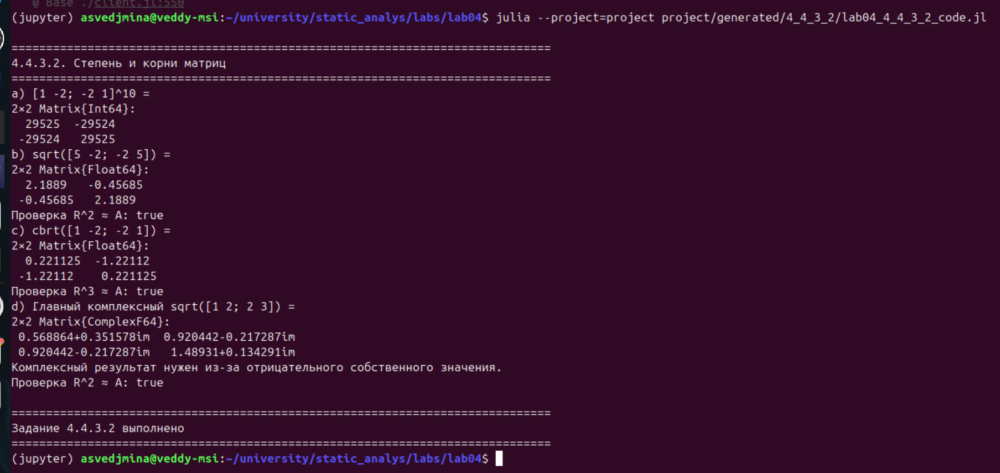 @ Base ./client.jl:550
(jupyter) asvedjmina@veddy-msi:~/university/static_analys/labs/lab04$ julia --project=project project/generated/4_4_3_2/lab04_4_4_3_2_code.jl
==============================================================================
4.4.3.2. Степень и корни матриц
==============================================================================
a) [1 -2; -2 1]^10 =
2×2 Matrix{Int64}:
29525 -29524
-29524 29525
b) sqrt([5 -2; -2 5]) =
2×2 Matrix{Float64}:
2.1889 -0.45685
-0.45685 2.1889
Проверка R^2 ≈ A: true
c) cbrt([1 -2; -2 1]) =
2×2 Matrix{Float64}:
0.221125 -1.22112
-1.22112 0.221125
Проверка R^3 ≈ A: true
d) Главный комплексный sqrt([1 2; 2 3]) =
2×2 Matrix{ComplexF64}:
0.568864+0.351578im 0.920442-0.217287im
0.920442-0.217287im 1.48931+0.134291im
Комплексный результат нужен из-за отрицательного собственного значения.
Проверка R^2 ≈ A: true
==============================================================================
Задание 4.4.3.2 выполнено
==============================================================================
(jupyter) asvedjmina@veddy-msi:~/university/static_analys/labs/lab04$